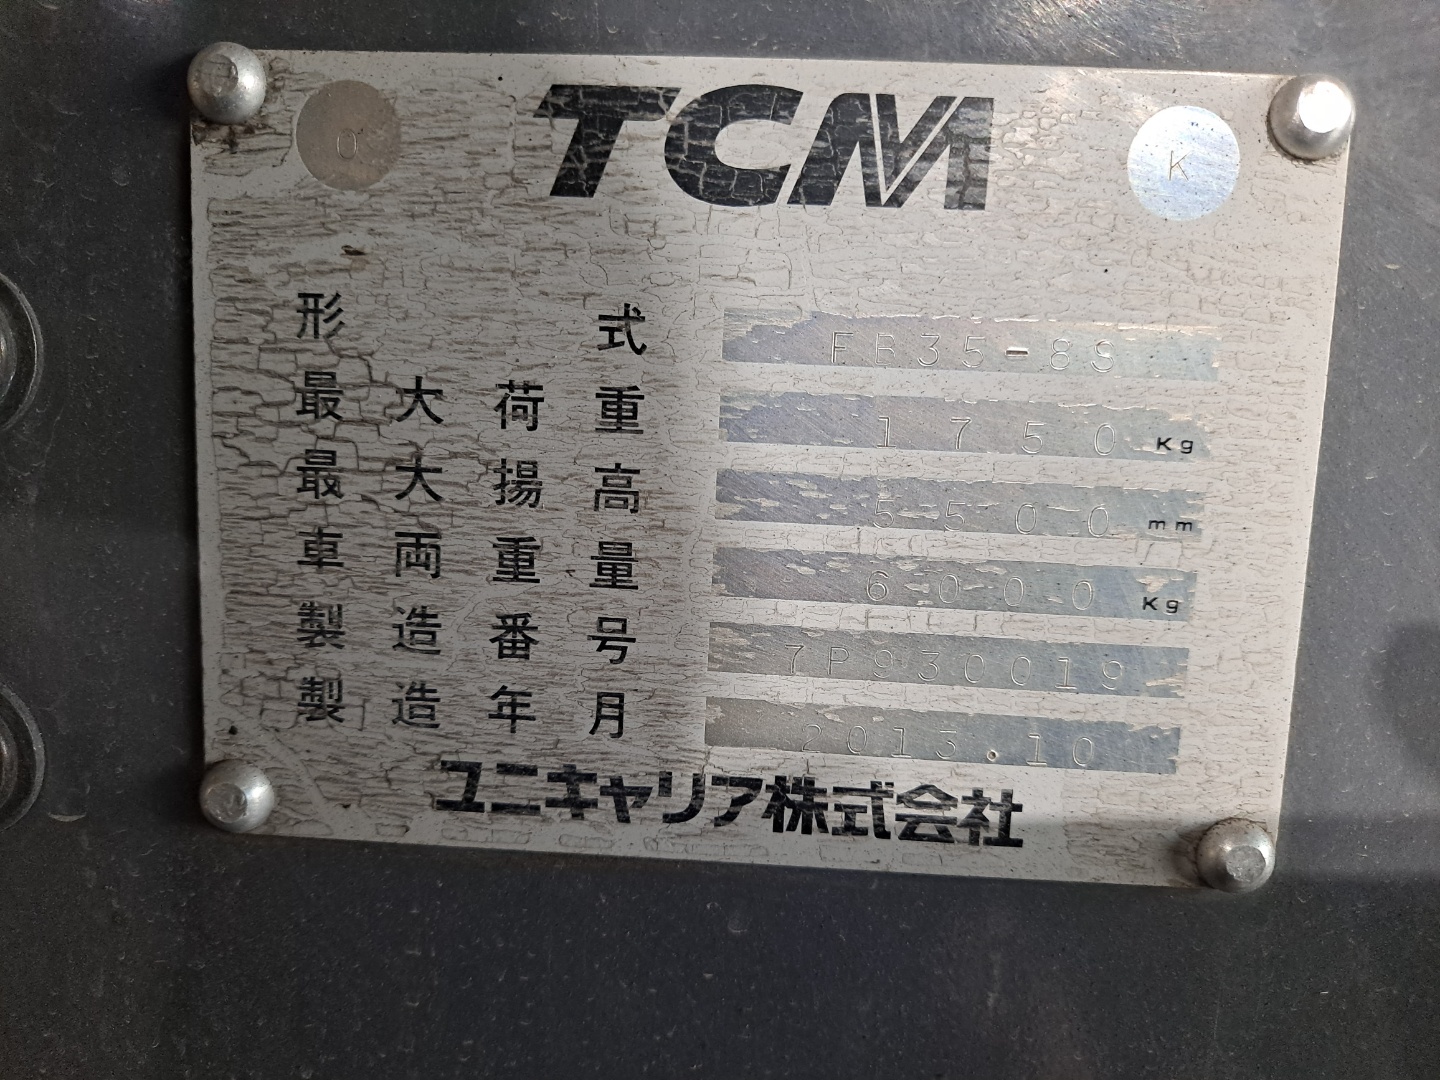 O TCM K
形式 FB35-8S
最大荷重 1750 Kg
最大揚高 5500 mm
車両重量 6000 Kg
製造番号 7P930019
製造年月 2013.10
ユニキャリア株式会社